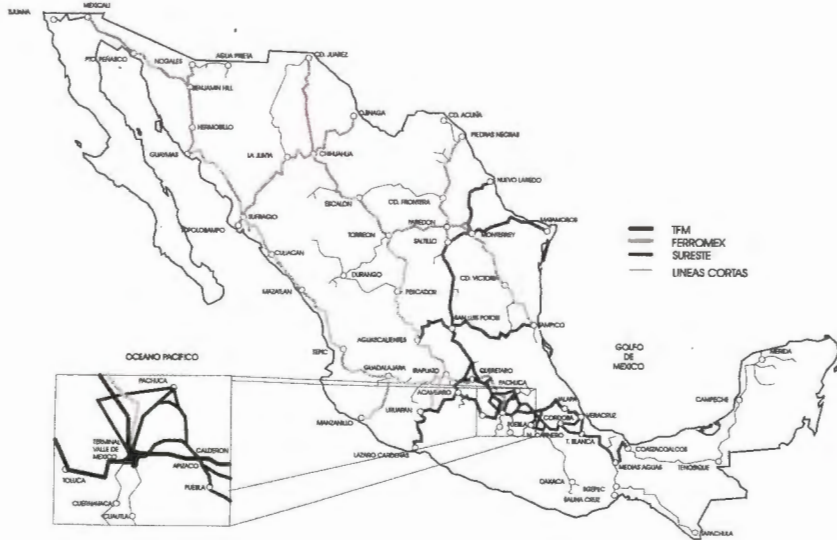 TIJUANA
MEXICALI
PTO. PEÑASCO
NOGALES
AGUA PRIETA
CD. JUAREZ
BENJAMIN HILL
HERMOSILLO
GUAYMAS
LA JUNTA
CHIHUAHUA
OJINAGA
CD. ACUÑA
PIEDRAS NEGRAS
NUEVO LAREDO
ESCALON
CD. FRONTERA
SUFRAGIO
TOPOLOBAMPO
CULIACAN
TORREON
PAREDON
SALTILLO
MONTERREY
MATAMOROS
DURANGO
CD. VICTORIA
MAZATLAN
PESCADOR
SAN LUIS POTOSI
TAMPICO
TEPIC
AGUASCALIENTES
GUADALAJARA
IRAPUATO
QUERETARO
PACHUCA
ACAMBARO
JALAPA
MANZANILLO
URUAPAN
PUEBLA
CORDOBA
VERACRUZ
LAZARO CARDENAS
T. BLANCA
COATZACOALCOS
MEDIAS AGUAS
TENOSIQUE
CAMPECHE
MERIDA
OAXACA
IXTEPEC
SALINA CRUZ
TAPACHULA
TFM
FERROMEX
SURESTE
LINEAS CORTAS
GOLFO
DE
MEXICO
OCEANO PACIFICO
PACHUCA
TERMINAL
VALLE DE
MEXICO
CALDERON
APIZACO
TOLUCA
PUEBLA
CUERNAVACA
CUAUTLA